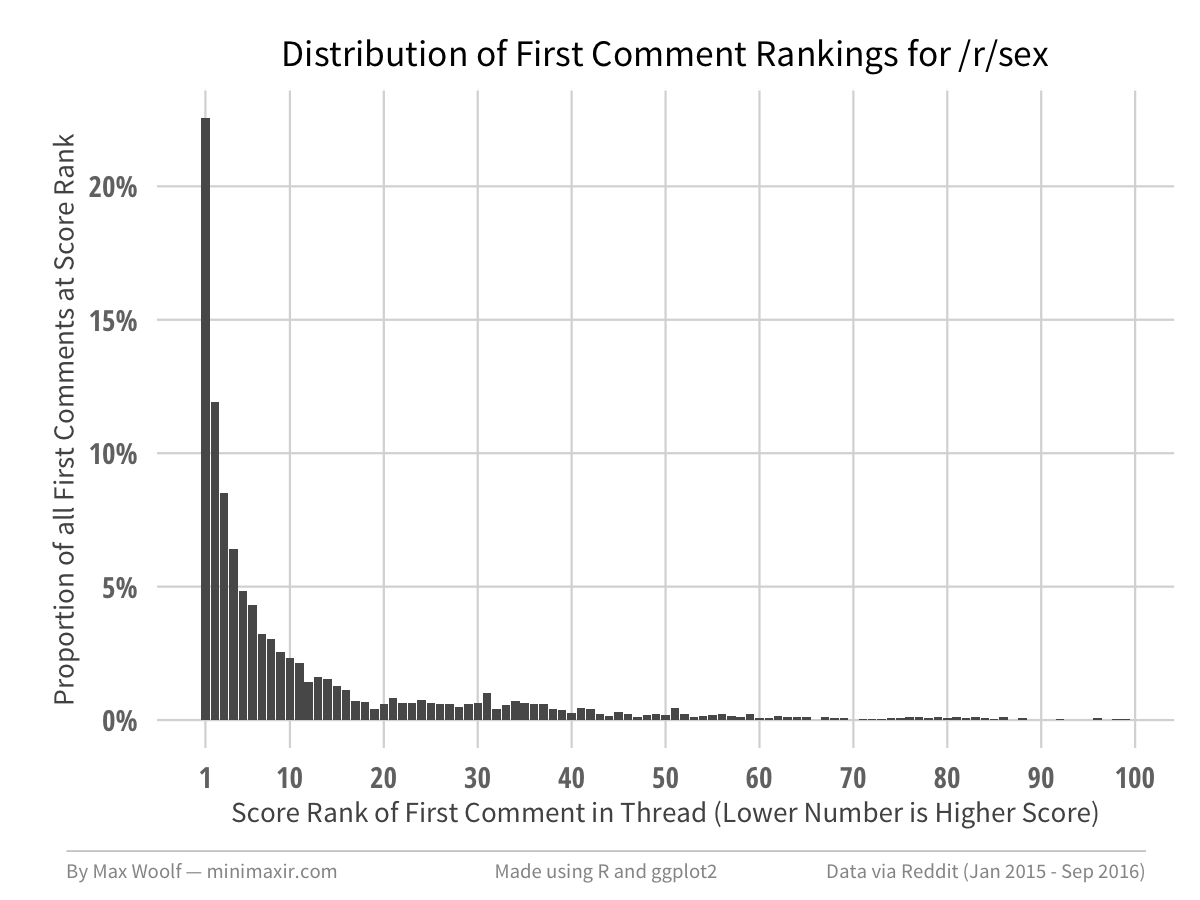 Distribution of First Comment Rankings for /r/sex
Proportion of all First Comments at Score Rank
20%
15%
10%
5%
0%
1 10 20 30 40 50 60 70 80 90 100
Score Rank of First Comment in Thread (Lower Number is Higher Score)
By Max Woolf — minimaxir.com
Made using R and ggplot2
Data via Reddit (Jan 2015 - Sep 2016)